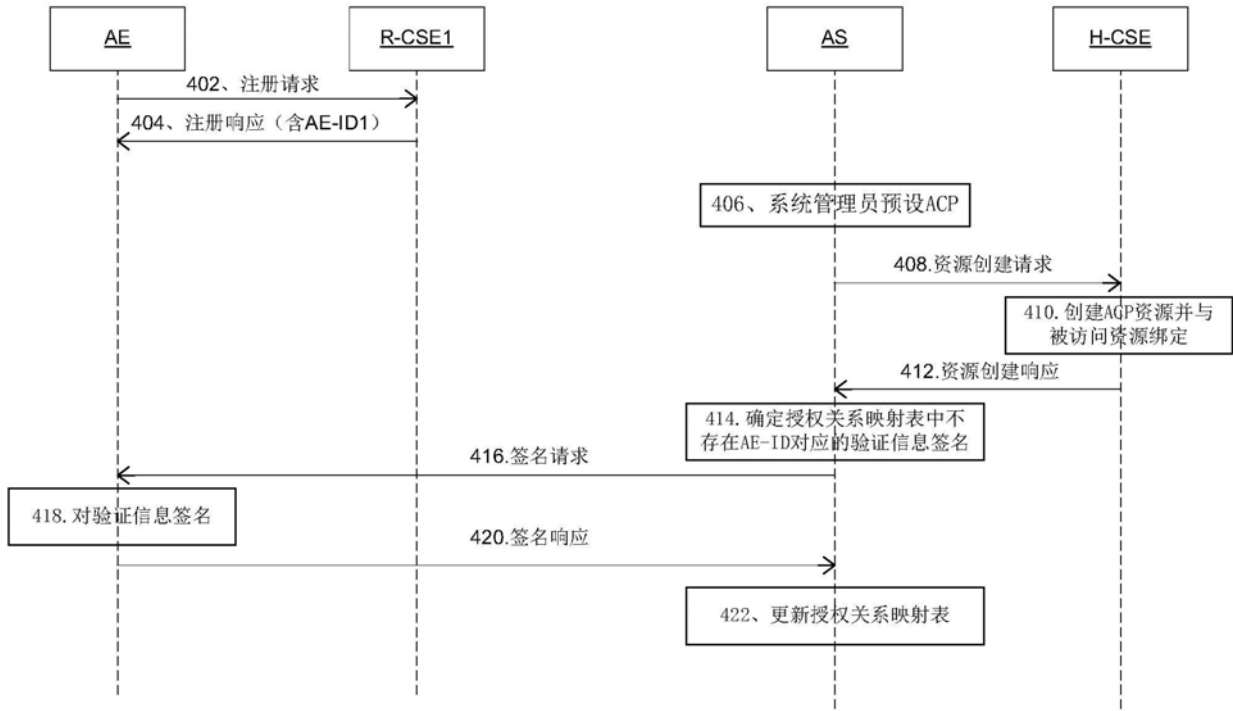 AE
R-CSE1
AS
H-CSE
402、注册请求
404、注册响应（含AE-ID1）
406、系统管理员预设ACP
408.资源创建请求
410.创建ACP资源并与
被访问资源绑定
412.资源创建响应
414.确定授权关系映射表中不
存在AE-ID对应的验证信息签名
416.签名请求
418.对验证信息签名
420.签名响应
422、更新授权关系映射表